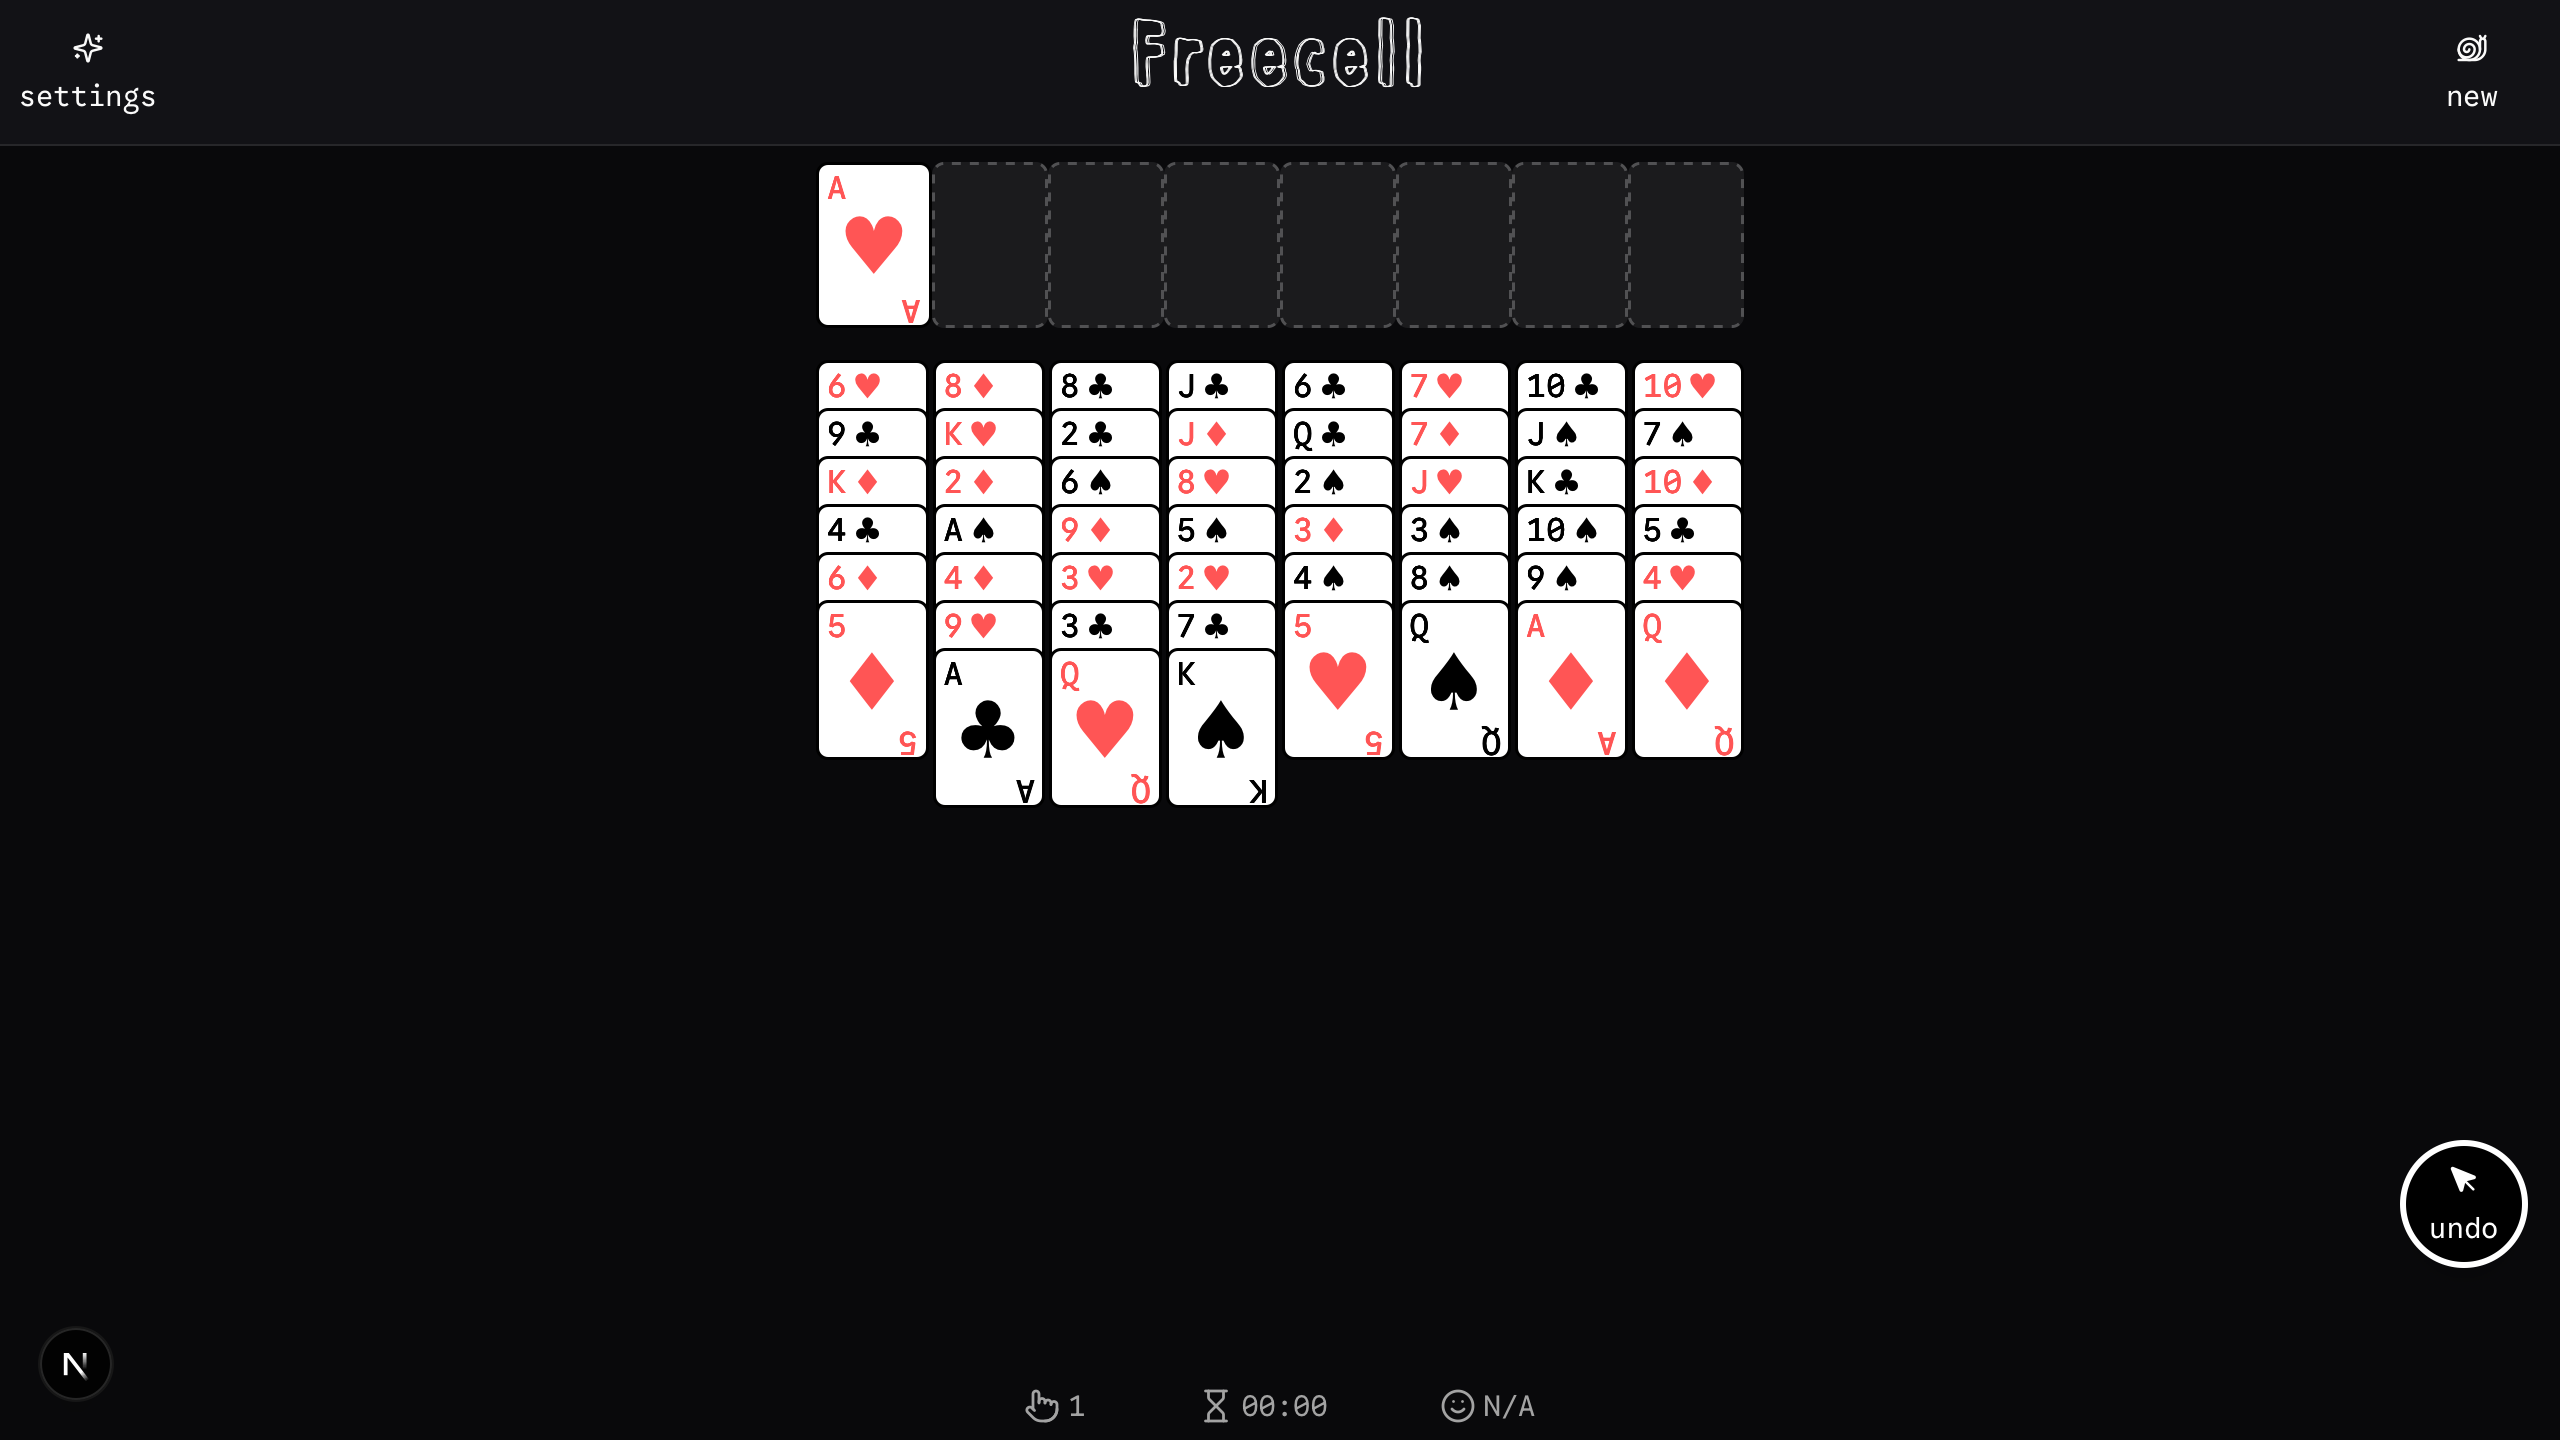 Freecell
settings
new
A
A
6♥ 8♦ 8♣ J♣ 6♣ 7♥ 10♣ 10♥
9♣ K♥ 2♣ J♦ Q♣ 7♦ J♠ 7♠
K♦ 2♦ 6♠ 8♥ 2♠ J♥ K♣ 10♦
4♣ A♠ 9♦ 5♠ 3♦ 3♠ 10♠ 5♣
6♦ 4♦ 3♥ 2♥ 4♠ 8♠ 9♠ 4♥
5 9♥ 3♣ 7♣ 5 Q A Q
A Q K
5 5 Q A Q
A Q K
undo
N
1 00:00 N/A